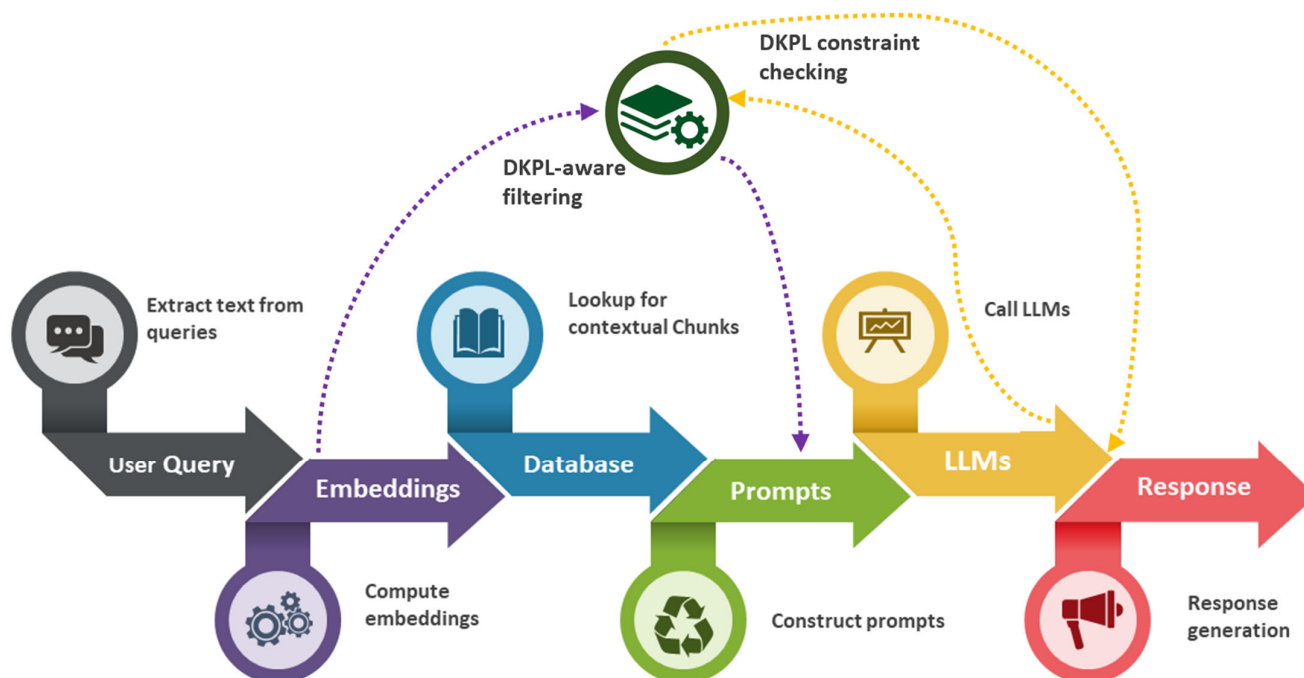 DKPL constraint
checking
DKPL-aware
filtering
Extract text from
queries
Lookup for
contextual Chunks
Call LLMs
User Query
Embeddings
Database
Prompts
LLMs
Response
Compute
embeddings
Construct prompts
Response
generation